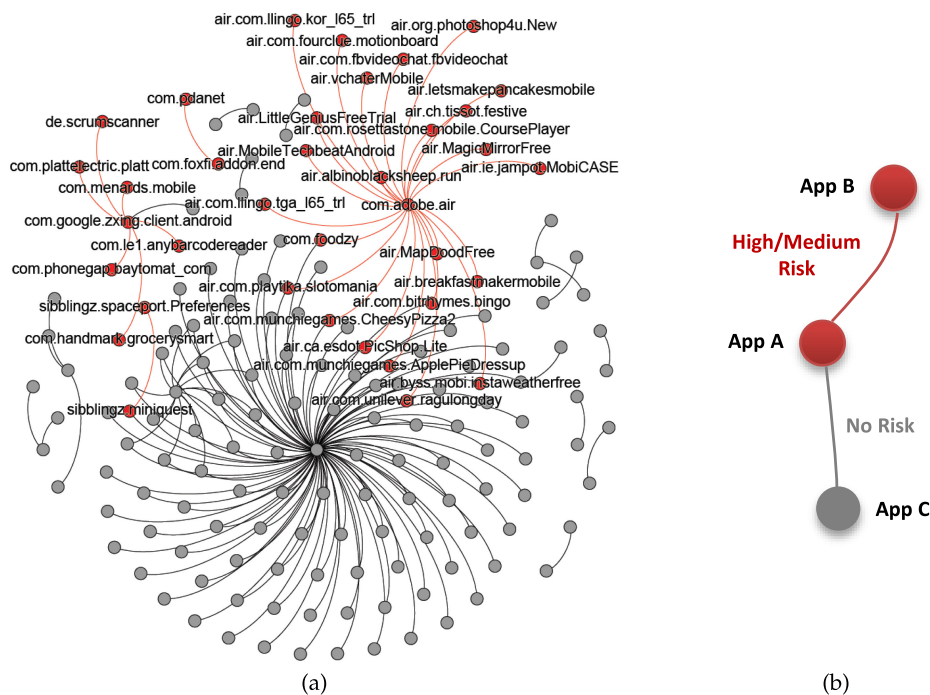 air.com.llingo.kor_l65_trl
air.org.photoshop4u.New
air.com.fourclue.motionboard
air.com.fbvideochat.fbvideochat
air.vchaterMobile
air.letsmakepancakesmobile
com.pdanet
air.ch.tissot.festive
de.scrumscanner
air.LittleGeniusFreeTrial
air.com.rosettastone.mobile.CoursePlayer
air.MobileTechbeatAndroid
air.MagicMirrorFree
com.plattelectric.platt
com.foxfi.addon.end
air.ie.jampot.MobiCASE
air.albinoblacksheep.run
com.menards.mobile
air.com.llingo.tga_l65_trl
com.adobe.air
com.google.zxing.client.android
com.le1.anybarcodereader
com.foodzy
air.MapDoodFree
com.phonegap.baytomat_com
air.com.playtika.slotomania
air.breakfastmakermobile
sibblingz.spaceport.Preferences
air.com.bitrhymes.bingo
air.com.munchiegames.CheesyPizza2
com.handmark.grocerysmart
air.ca.esdot.PicShop.Lite
air.com.munchiegames.ApplePieDressup
air.byss.mobi.instaweatherfree
sibblingz.miniquest
air.com.unilever.ragulongday
(a)
App B
High/Medium
Risk
App A
No Risk
App C
(b)